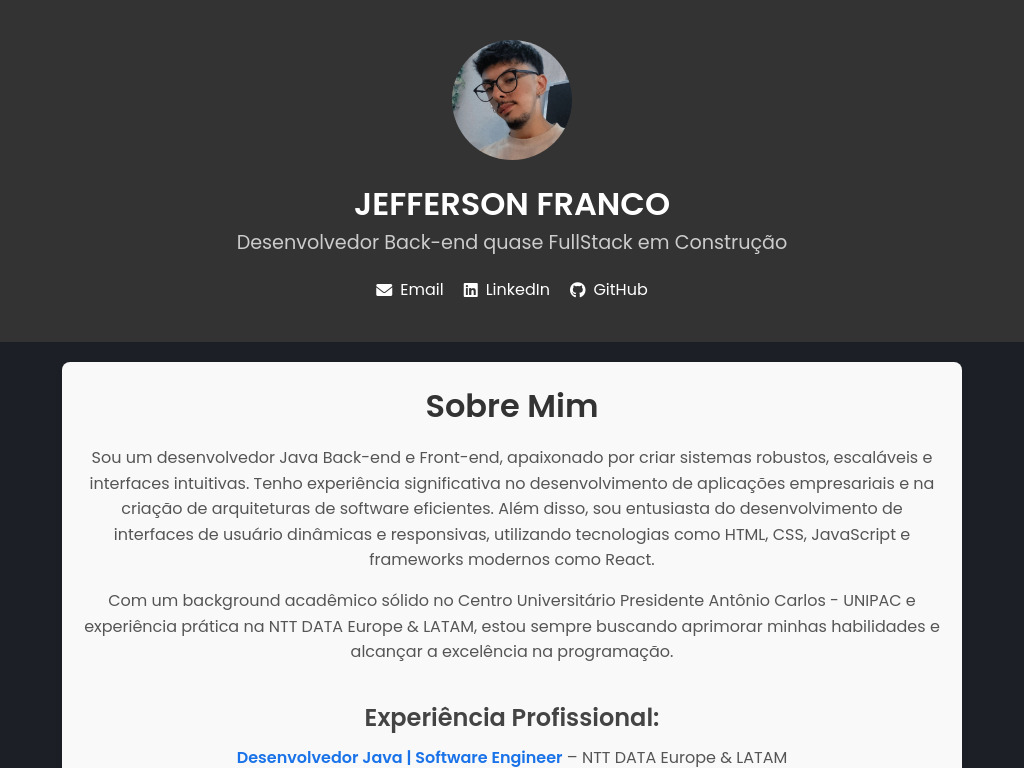 JEFFERSON FRANCO
Desenvolvedor Back-end quase FullStack em Construção
Email LinkedIn GitHub
Sobre Mim
Sou um desenvolvedor Java Back-end e Front-end, apaixonado por criar sistemas robustos, escaláveis e
interfaces intuitivas. Tenho experiência significativa no desenvolvimento de aplicações empresariais e na
criação de arquiteturas de software eficientes. Além disso, sou entusiasta do desenvolvimento de
interfaces de usuário dinâmicas e responsivas, utilizando tecnologias como HTML, CSS, JavaScript e
frameworks modernos como React.
Com um background acadêmico sólido no Centro Universitário Presidente Antônio Carlos - UNIPAC e
experiência prática na NTT DATA Europe & LATAM, estou sempre buscando aprimorar minhas habilidades e
alcançar a excelência na programação.
Experiência Profissional:
Desenvolvedor Java | Software Engineer – NTT DATA Europe & LATAM